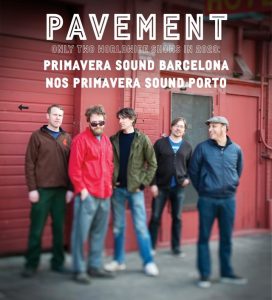 PAVEMENT
ONLY TWO WORLDWIDE SHOWS IN 2020:
PRIMAVERA SOUND BARCELONA
NOS PRIMAVERA SOUND PORTO